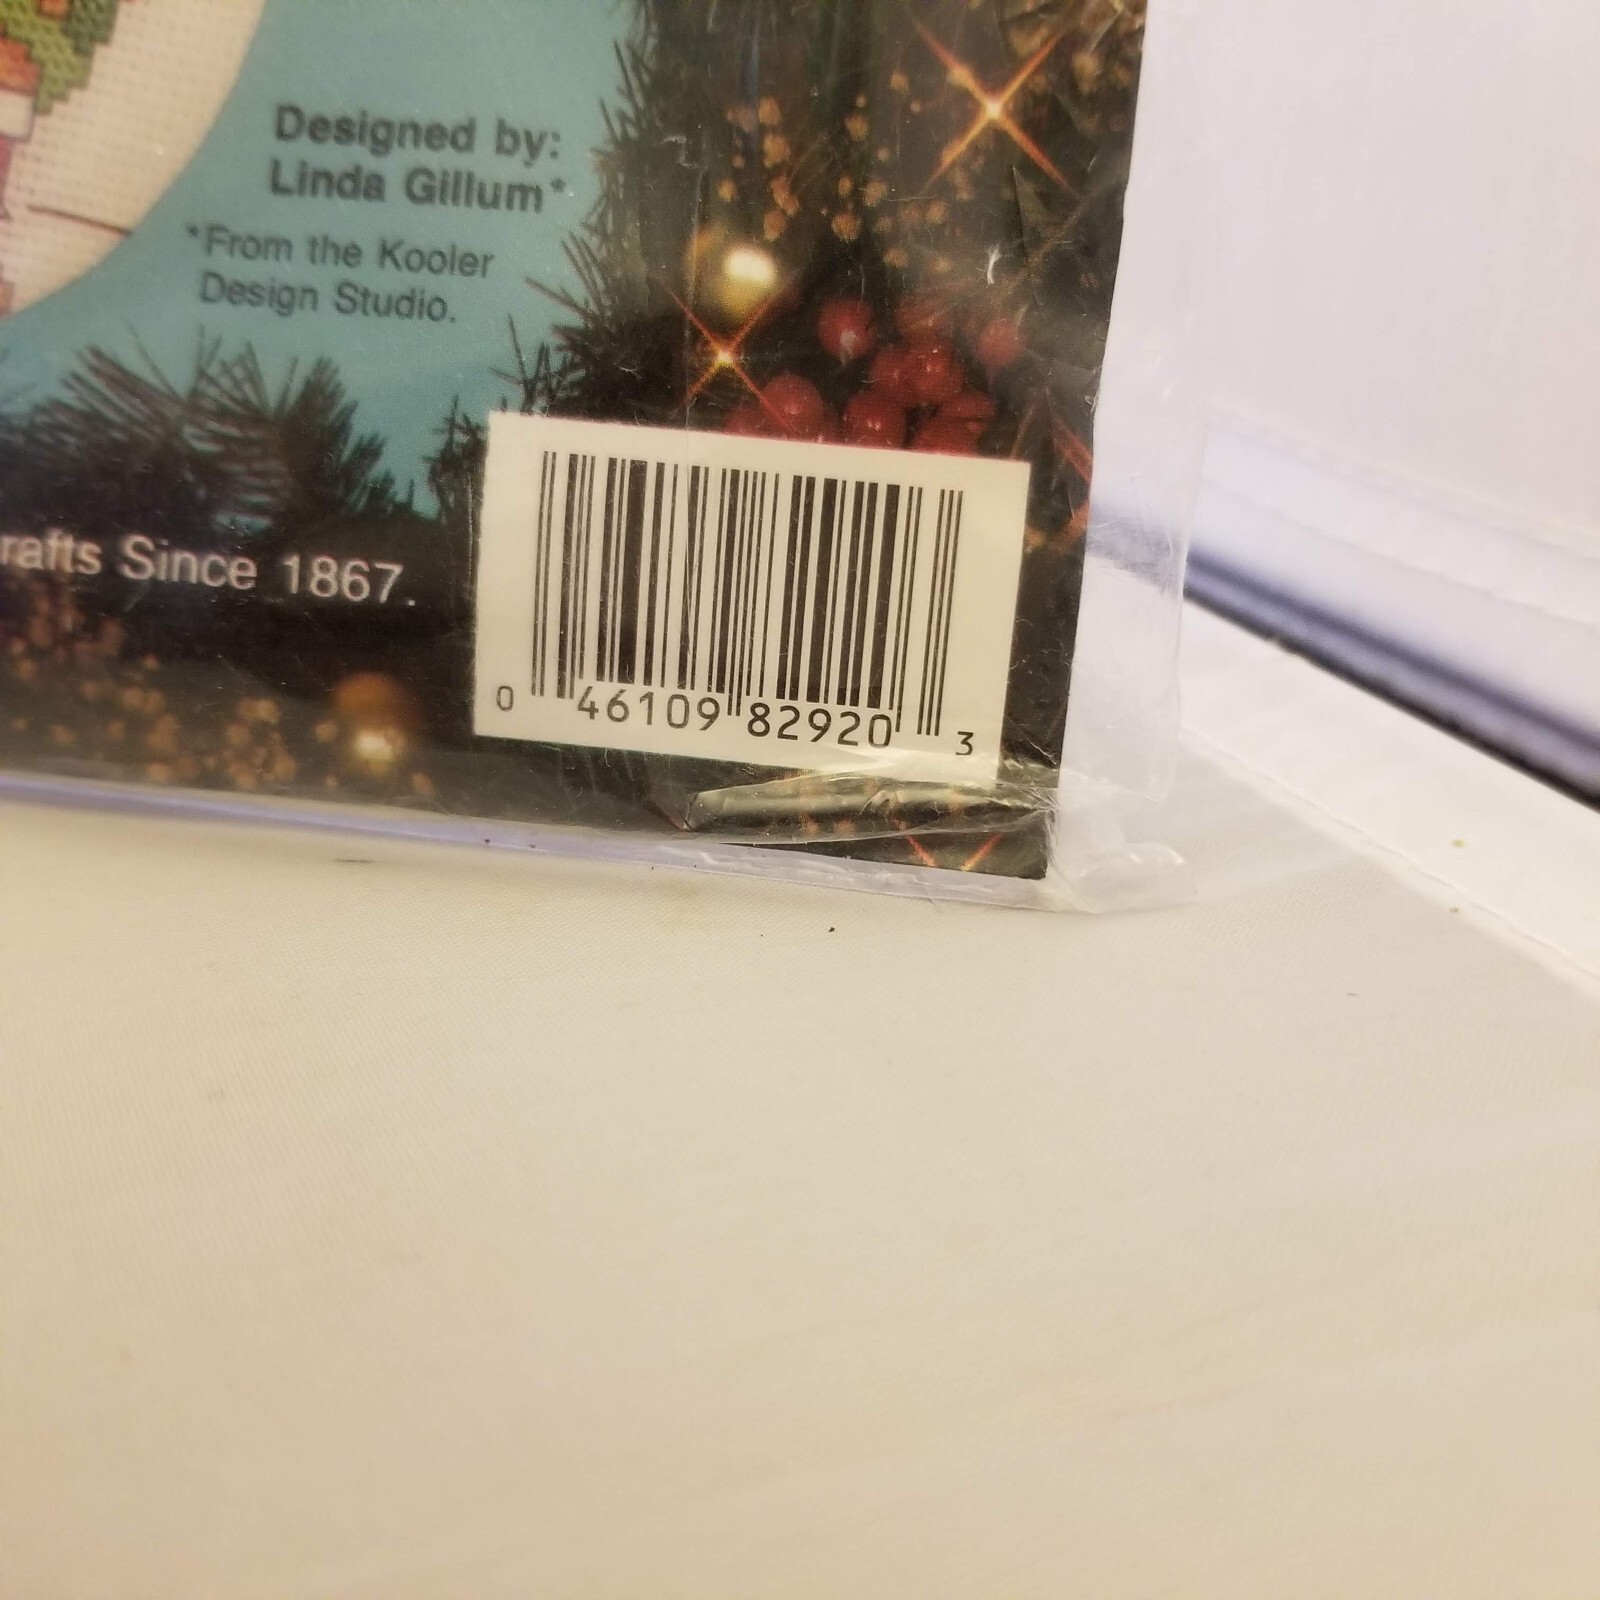 Designed by:
Linda Gillum*
*From the Kooler
Design Studio.
rafts Since 1867.
0 46109 82920 3